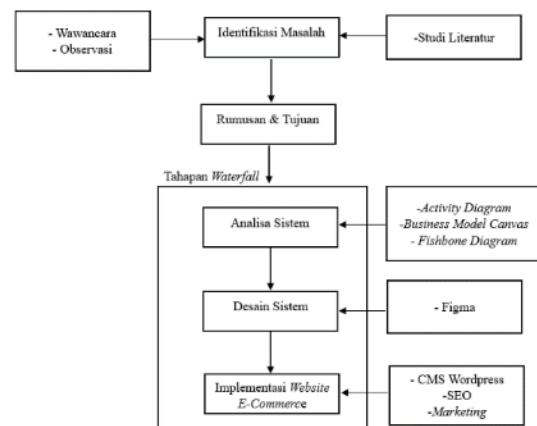 - Wawancara
- Observasi
Identifikasi Masalah
-Studi Literatur
Rumusan & Tujuan
Tahapan Waterfall
Analisa Sistem
-Activity Diagram
-Business Model Canvas
- Fishbone Diagram
Desain Sistem
- Figma
Implementasi Website
E-Commerce
- CMS Wordpress
-SEO
-Marketing